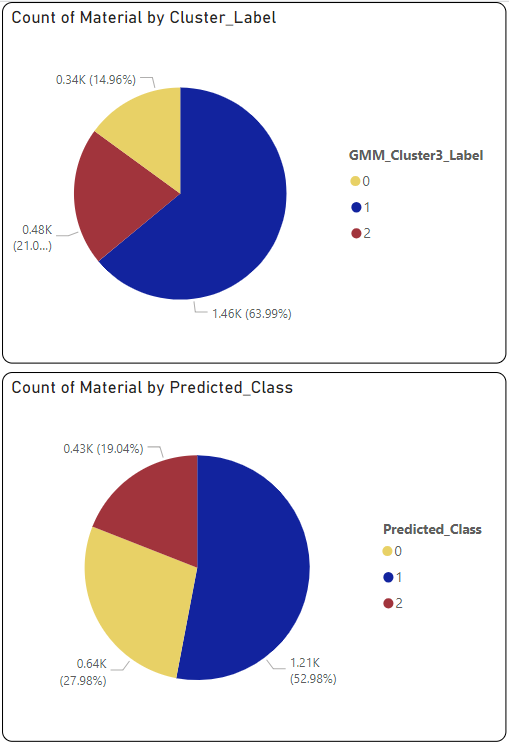 Count of Material by Cluster_Label
0.34K (14.96%)
GMM_Cluster3_Label
0
1
2
0.48K
(21.0...)
1.46K (63.99%)
Count of Material by Predicted_Class
0.43K (19.04%)
Predicted_Class
0
1
2
0.64K
(27.98%)
1.21K
(52.98%)